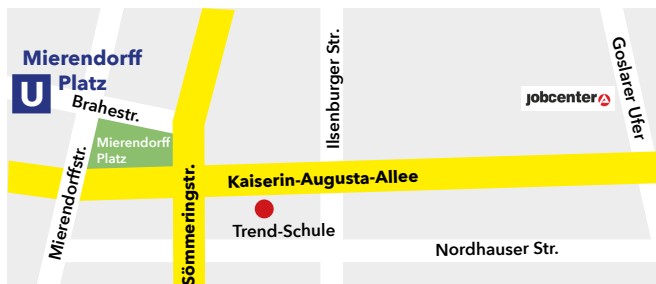 Mierendorff
Platz
U
Brahestr.
Mierendorff
Platz
Mierendorffstr.
Sömmeringstr.
Ilsenburger Str.
Goslarer Ufer
jobcenter
Kaiserin-Augusta-Allee
Trend-Schule
Nordhauser Str.